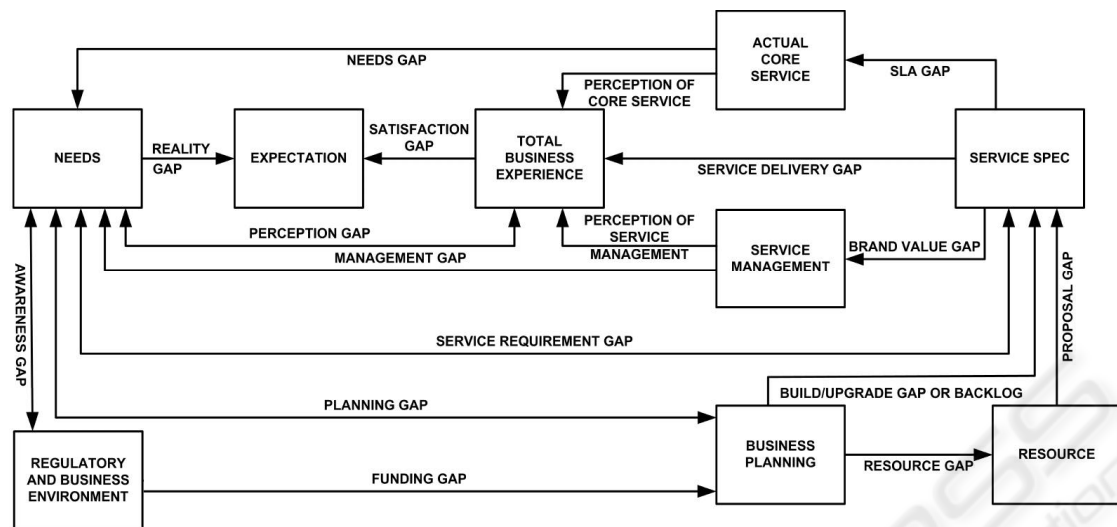 ACTUAL
CORE
SERVICE
NEEDS GAP
SLA GAP
PERCEPTION OF
CORE SERVICE
NEEDS
REALITY
GAP
EXPECTATION
SATISFACTION
GAP
TOTAL
BUSINESS
EXPERIENCE
SERVICE DELIVERY GAP
SERVICE SPEC
PERCEPTION GAP
PERCEPTION OF
SERVICE
MANAGEMENT
MANAGEMENT GAP
SERVICE
MANAGEMENT
BRAND VALUE GAP
AWARENESS GAP
SERVICE REQUIREMENT GAP
PROPOSAL GAP
BUILD/UPGRADE GAP OR BACKLOG
PLANNING GAP
REGULATORY
AND BUSINESS
ENVIRONMENT
FUNDING GAP
BUSINESS
PLANNING
RESOURCE GAP
RESOURCE